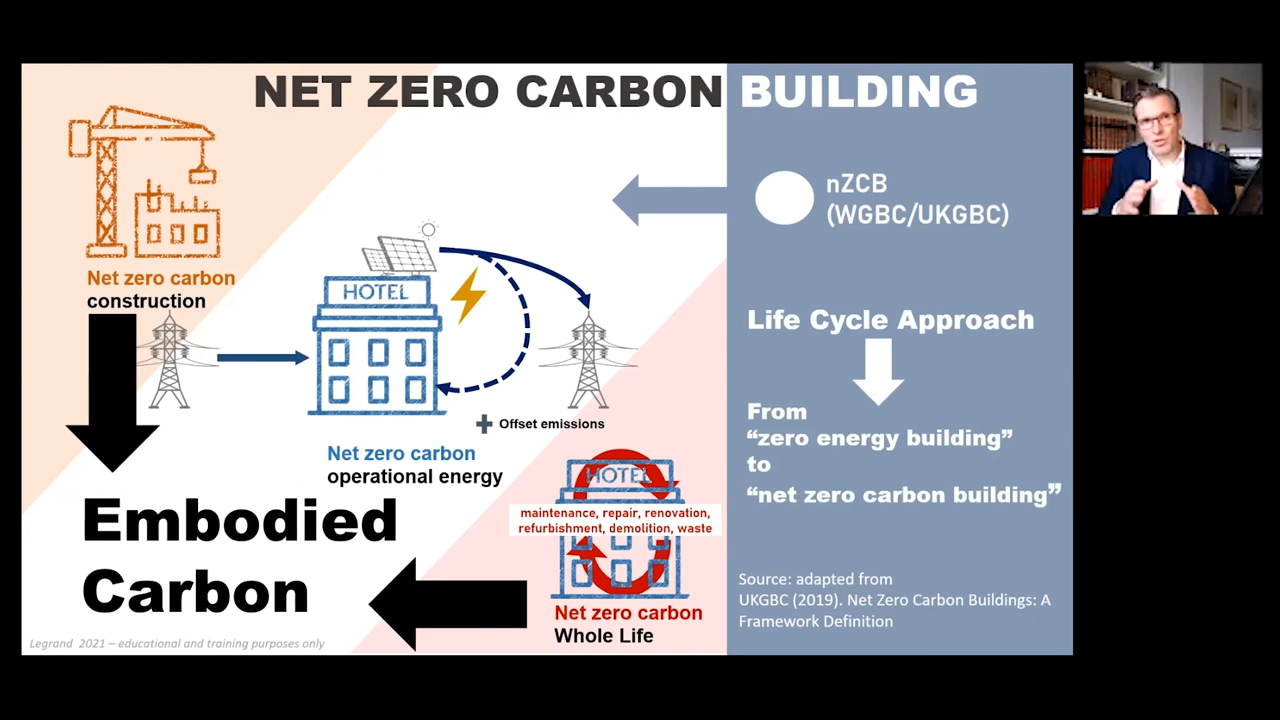 NET ZERO CARBON BUILDING
nZCB
(WGBC/UKGBC)
Net zero carbon
construction
HOTEL
Offset emissions
Net zero carbon
operational energy
Life Cycle Approach
From
“zero energy building”
to
“net zero carbon building”
Embodied
Carbon
HOTEL
maintenance, repair, renovation,
refurbishment, demolition, waste
Net zero carbon
Whole Life
Source: adapted from
UKGBC (2019). Net Zero Carbon Buildings: A
Framework Definition
Legrand 2021 – educational and training purposes only